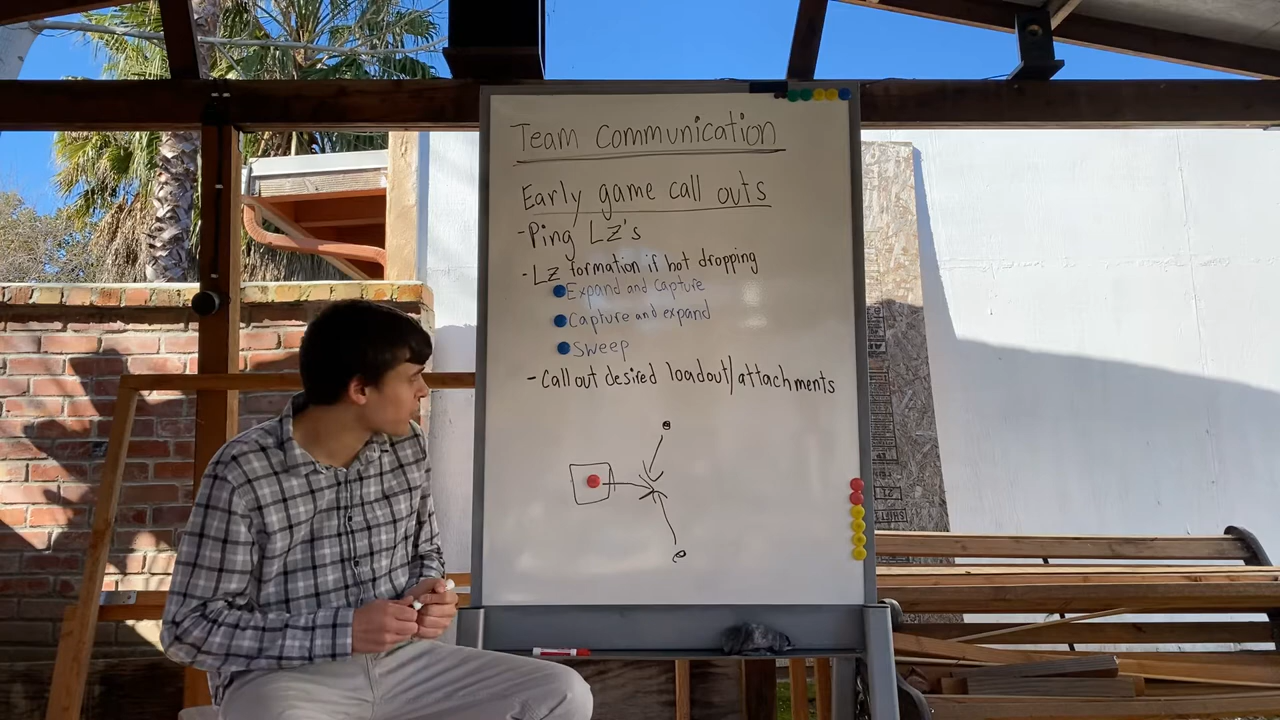 Team Communication
Early game call outs
- Ping LZ's
- LZ formation if hot dropping
Expand and Capture
Capture and expand
Sweep
- Call out desired loadout/attachments